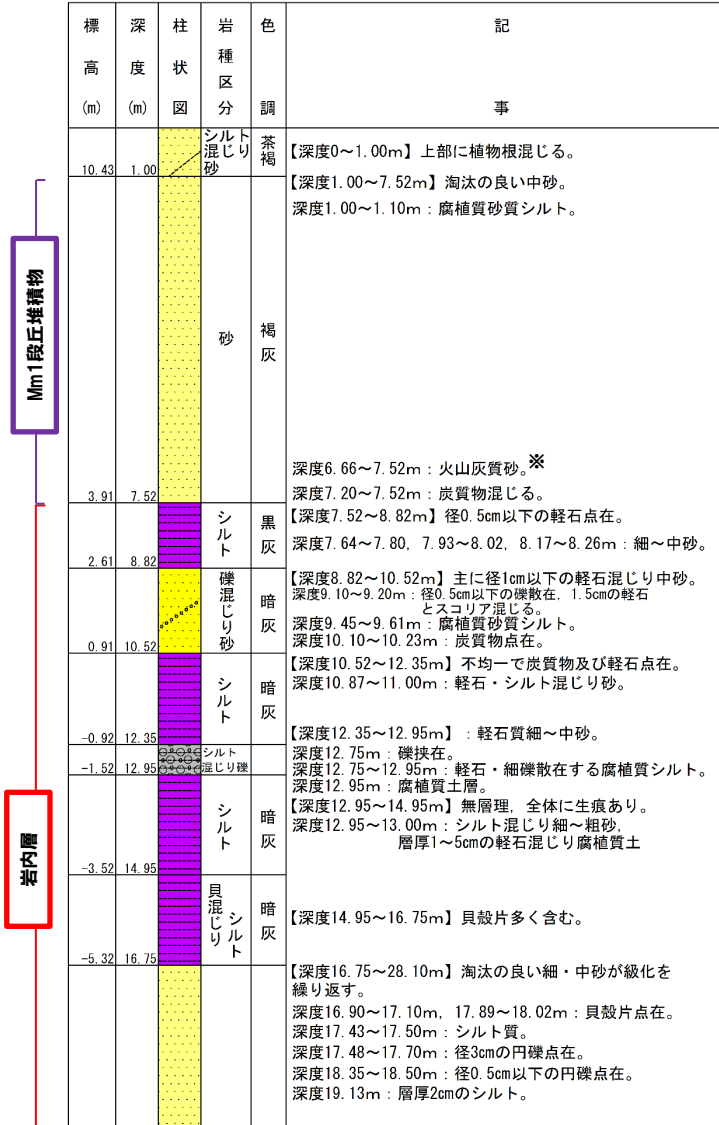 標高(m)
深度(m)
柱状図
岩種区分
色調
記事
Mm1段丘堆積物
岩内層
10.43
1.00
シルト
混じり
砂
茶褐
【深度0～1.00m】上部に植物根混じる。
【深度1.00～7.52m】淘汰の良い中砂。
深度1.00～1.10m：腐植質砂質シルト。
砂
褐灰
深度6.66～7.52m：火山灰質砂。※
深度7.20～7.52m：炭質物混じる。
3.91
7.52
シルト
黒灰
【深度7.52～8.82m】径0.5cm以下の軽石点在。
深度7.64～7.80, 7.93～8.02, 8.17～8.26m：細～中砂。
2.61
8.82
礫混じり砂
暗灰
【深度8.82～10.52m】主に径1cm以下の軽石混じり中砂。
深度9.10～9.20m：径0.5cm以下の礫散在, 1.5cmの軽石
とスコリア混じる。
深度9.45～9.61m：腐植質砂質シルト。
深度10.10～10.23m：炭質物点在。
0.91
10.52
シルト
暗灰
【深度10.52～12.35m】不均一で炭質物及び軽石点在。
深度10.87～11.00m：軽石・シルト混じり砂。
-0.92
12.35
シルト
混じり礫
【深度12.35～12.95m】：軽石質細～中砂。
深度12.75m：礫挟在。
深度12.75～12.95m：軽石・細礫散在する腐植質シルト。
深度12.95m：腐植質土層。
-1.52
12.95
シルト
暗灰
【深度12.95～14.95m】無層理, 全体に生痕あり。
深度12.95～13.00m：シルト混じり細～粗砂,
層厚1～5cmの軽石混じり腐植質土
-3.52
14.95
貝混じり
シルト
暗灰
【深度14.95～16.75m】貝殻片多く含む。
-5.32
16.75
【深度16.75～28.10m】淘汰の良い細・中砂が級化を
繰り返す。
深度16.90～17.10m, 17.89～18.02m：貝殻片点在。
深度17.43～17.50m：シルト質。
深度17.48～17.70m：径3cmの円礫点在。
深度18.35～18.50m：径0.5cm以下の円礫点在。
深度19.13m：層厚2cmのシルト。